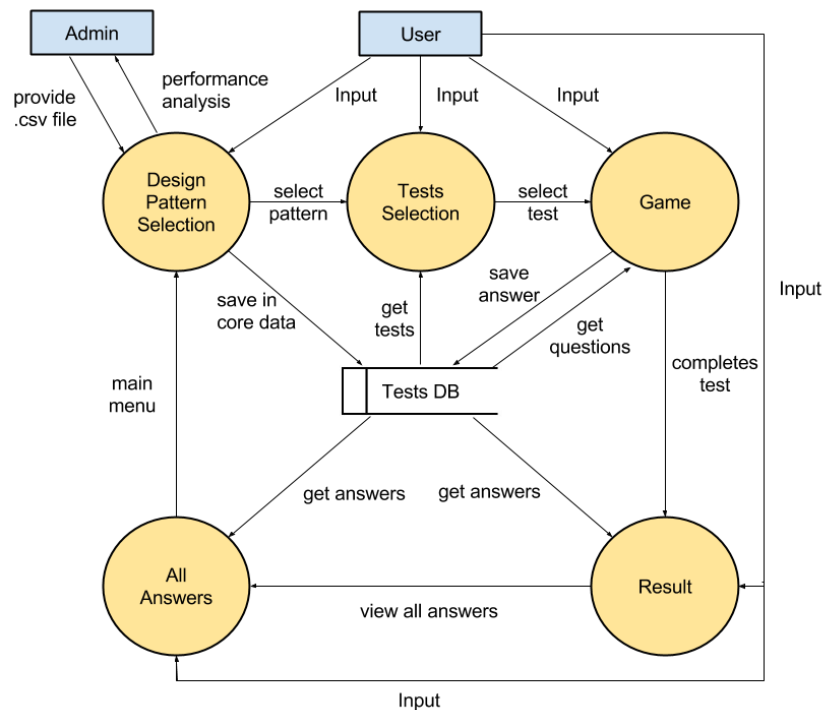 Admin
User
provide
.csv file
performance
analysis
Input
Input
Input
Design
Pattern
Selection
select
pattern
Tests
Selection
select
test
Game
save in
core data
get
tests
save
answer
get
questions
Input
main
menu
Tests DB
completes
test
get answers
get answers
All
Answers
view all answers
Result
Input